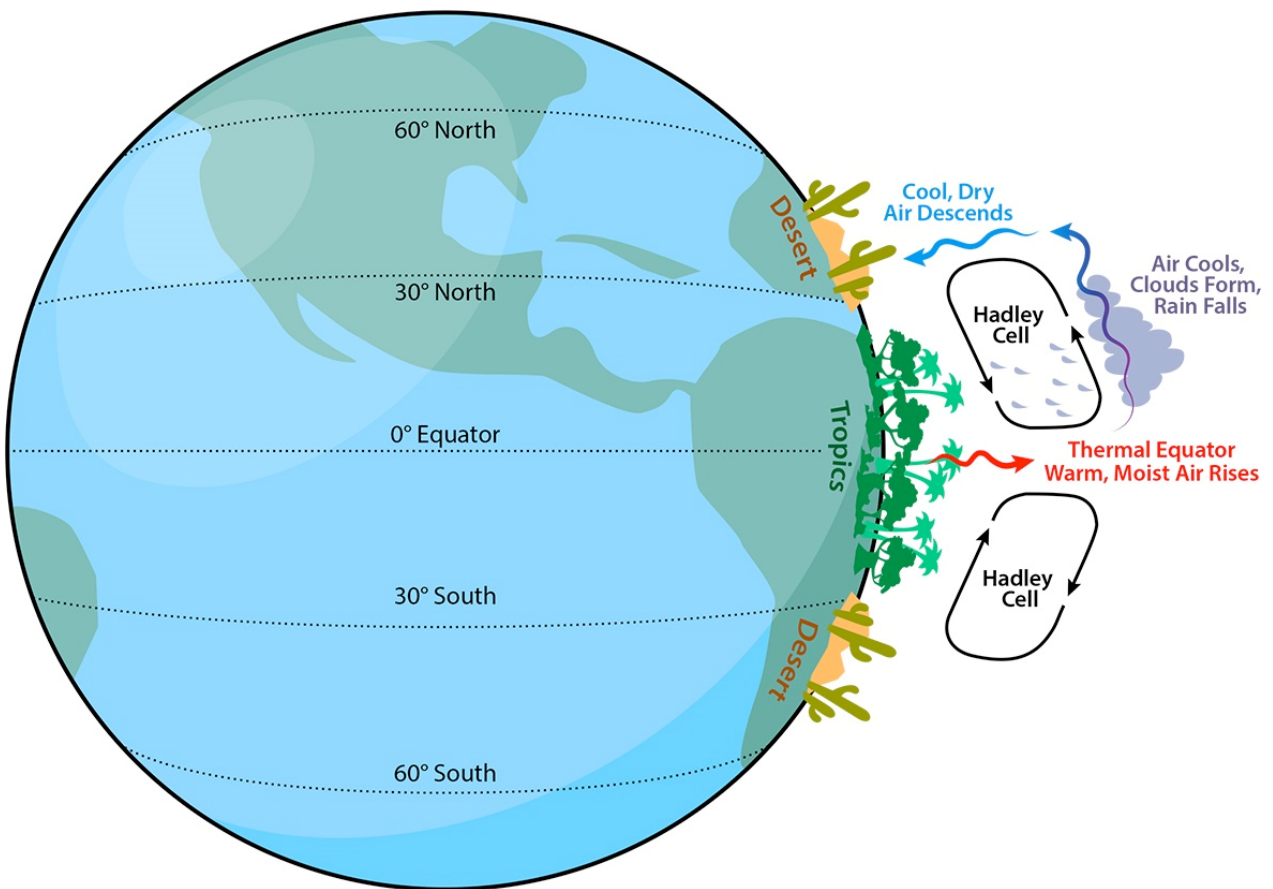 60° North
Desert
Cool, Dry
Air Descends
Air Cools,
Clouds Form,
Rain Falls
30° North
Hadley
Cell
Tropics
0° Equator
Thermal Equator
Warm, Moist Air Rises
30° South
Hadley
Cell
Desert
60° South